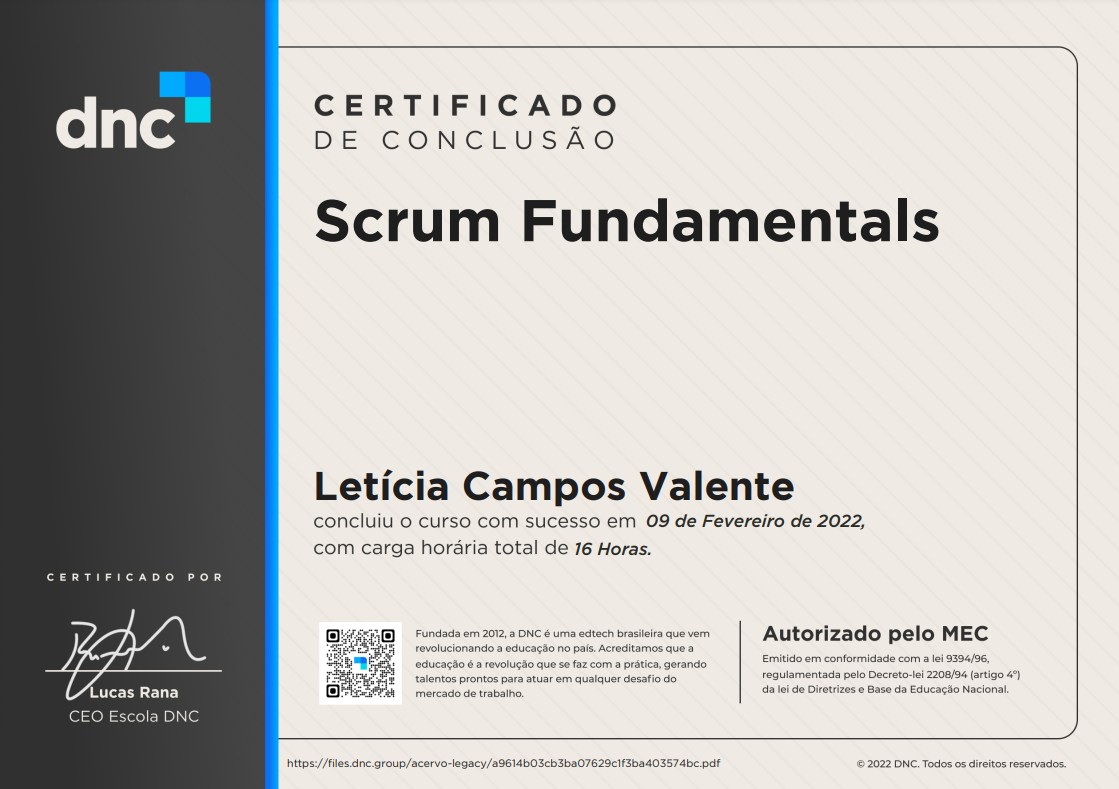 dnc
CERTIFICADO
DE CONCLUSÃO
Scrum Fundamentals
Letícia Campos Valente
concluiu o curso com sucesso em 09 de Fevereiro de 2022,
com carga horária total de 16 Horas.
CERTIFICADO POR
Lucas Rana
CEO Escola DNC
Fundada em 2012, a DNC é uma edtech brasileira que vem
revolucionando a educação no país. Acreditamos que a
educação é a revolução que se faz com a prática, gerando
talentos prontos para atuar em qualquer desafio do
mercado de trabalho.
Autorizado pelo MEC
Emitido em conformidade com a lei 9394/96,
regulamentada pelo Decreto-lei 2208/94 (artigo 4º)
da lei de Diretrizes e Base da Educação Nacional.
https://files.dnc.group/acervo-legacy/a9614b03cb3ba07629c1f3ba403574bc.pdf
© 2022 DNC. Todos os direitos reservados.